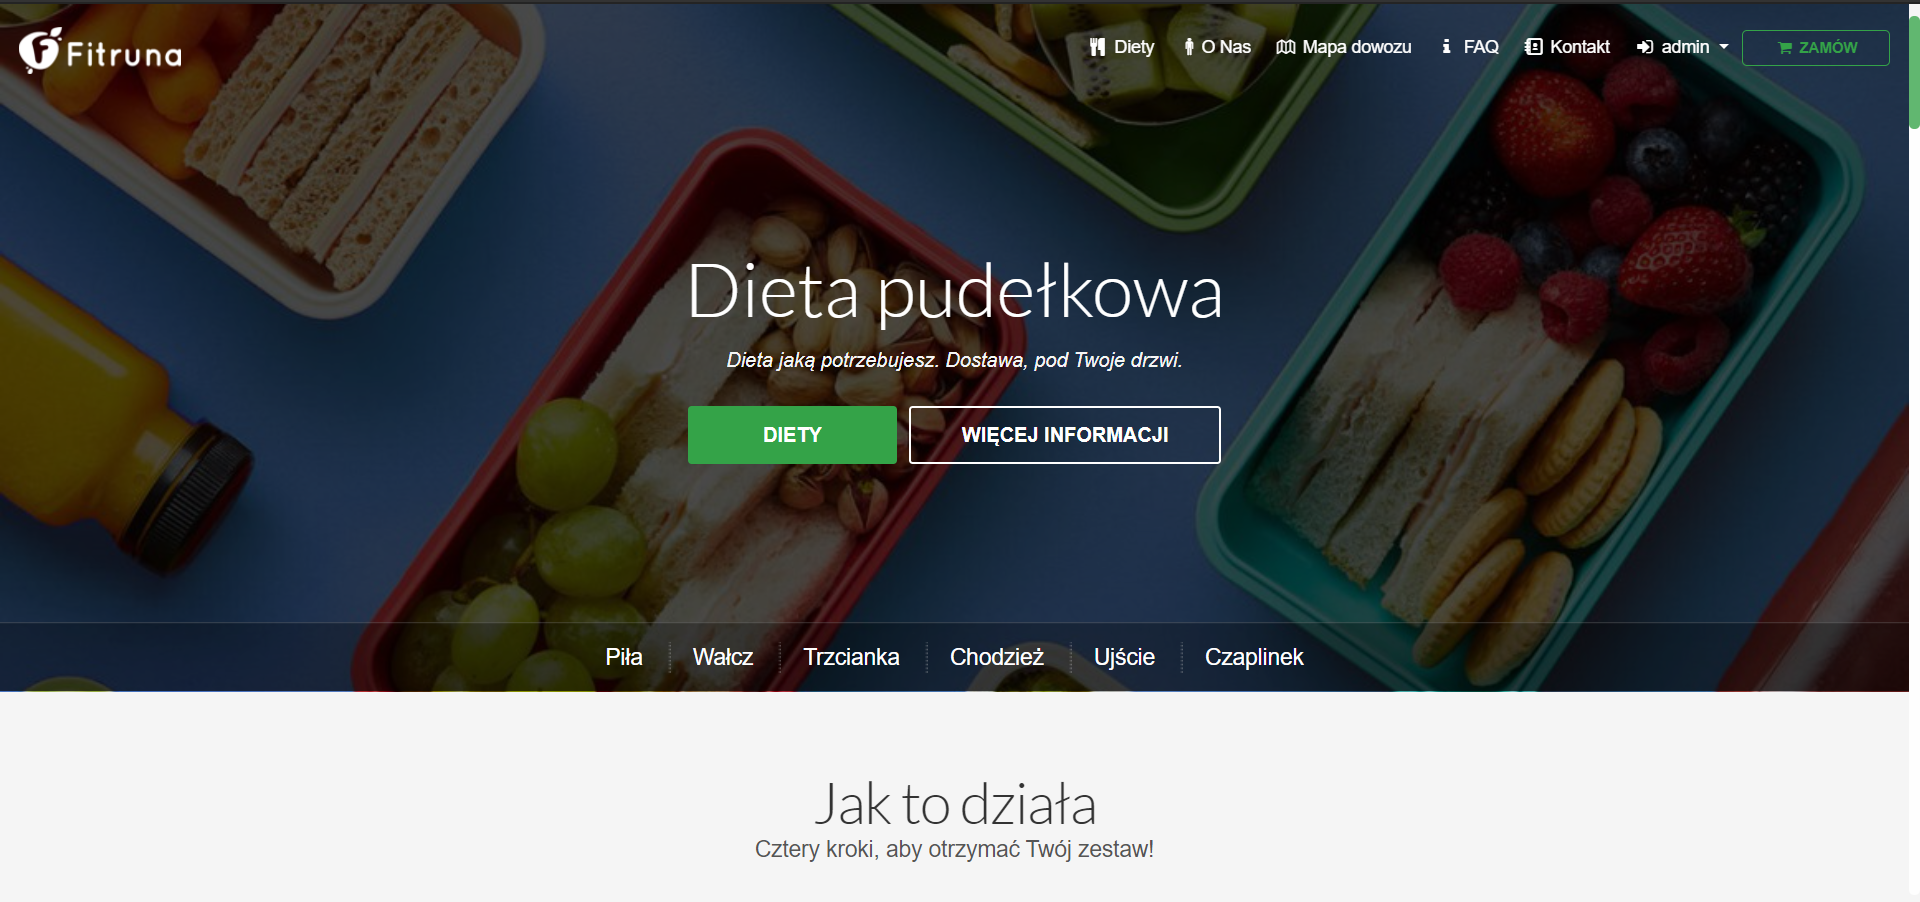 Fitruna
Diety O Nas Mapa dowozu FAQ Kontakt admin ZAMÓW
Dieta pudełkowa
Dieta jaką potrzebujesz. Dostawa, pod Twoje drzwi.
DIETY WIĘCEJ INFORMACJI
Piła Wałcz Trzcianka Chodzież Ujście Czaplinek
Jak to działa
Cztery kroki, aby otrzymać Twój zestaw!